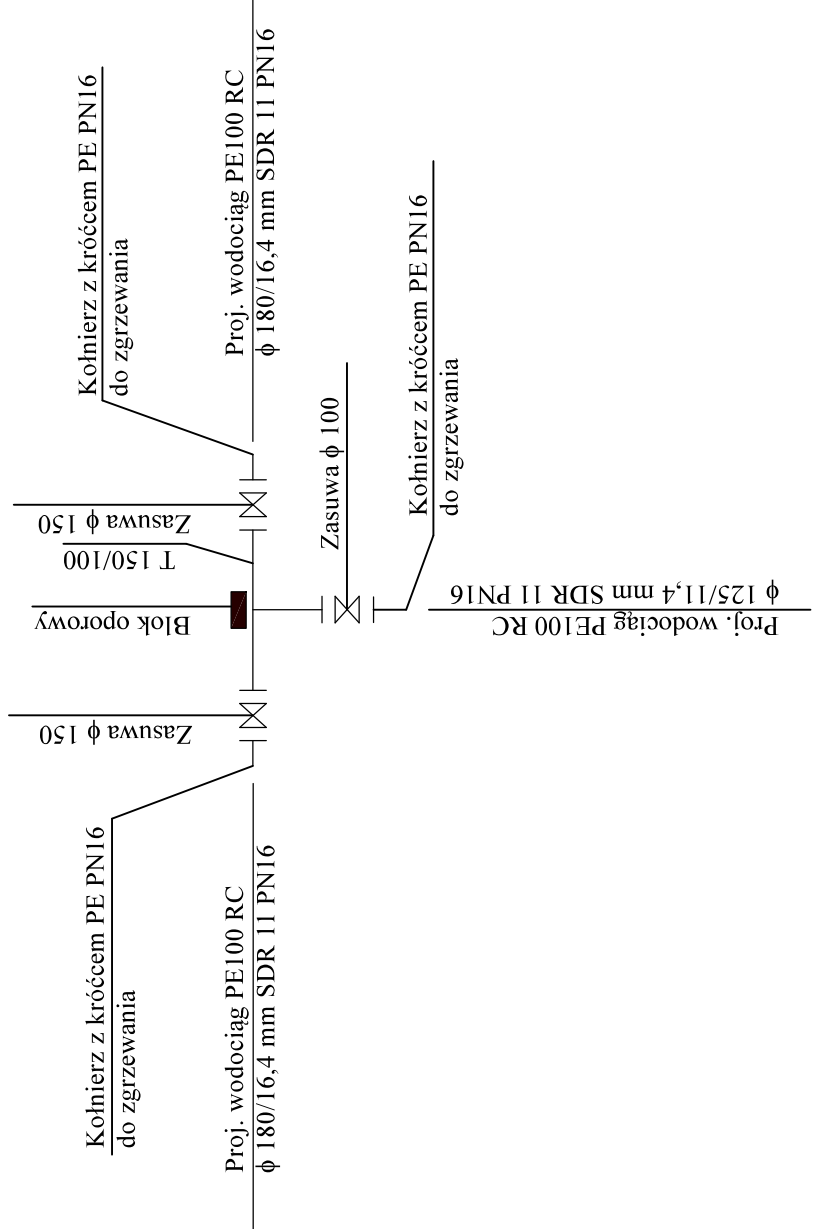 Kołnierz z króćcem PE PN16
do zgrzewania
Proj. wodociąg PE100 RC
ϕ 180/16,4 mm SDR 11 PN16
Zasuwa ϕ 150
T 150/100
Blok oporowy
Zasuwa ϕ 150
Zasuwa ϕ 100
Kołnierz z króćcem PE PN16
do zgrzewania
ϕ 125/11,4 mm SDR 11 PN16
Proj. wodociąg PE100 RC
Kołnierz z króćcem PE PN16
do zgrzewania
Proj. wodociąg PE100 RC
ϕ 180/16,4 mm SDR 11 PN16